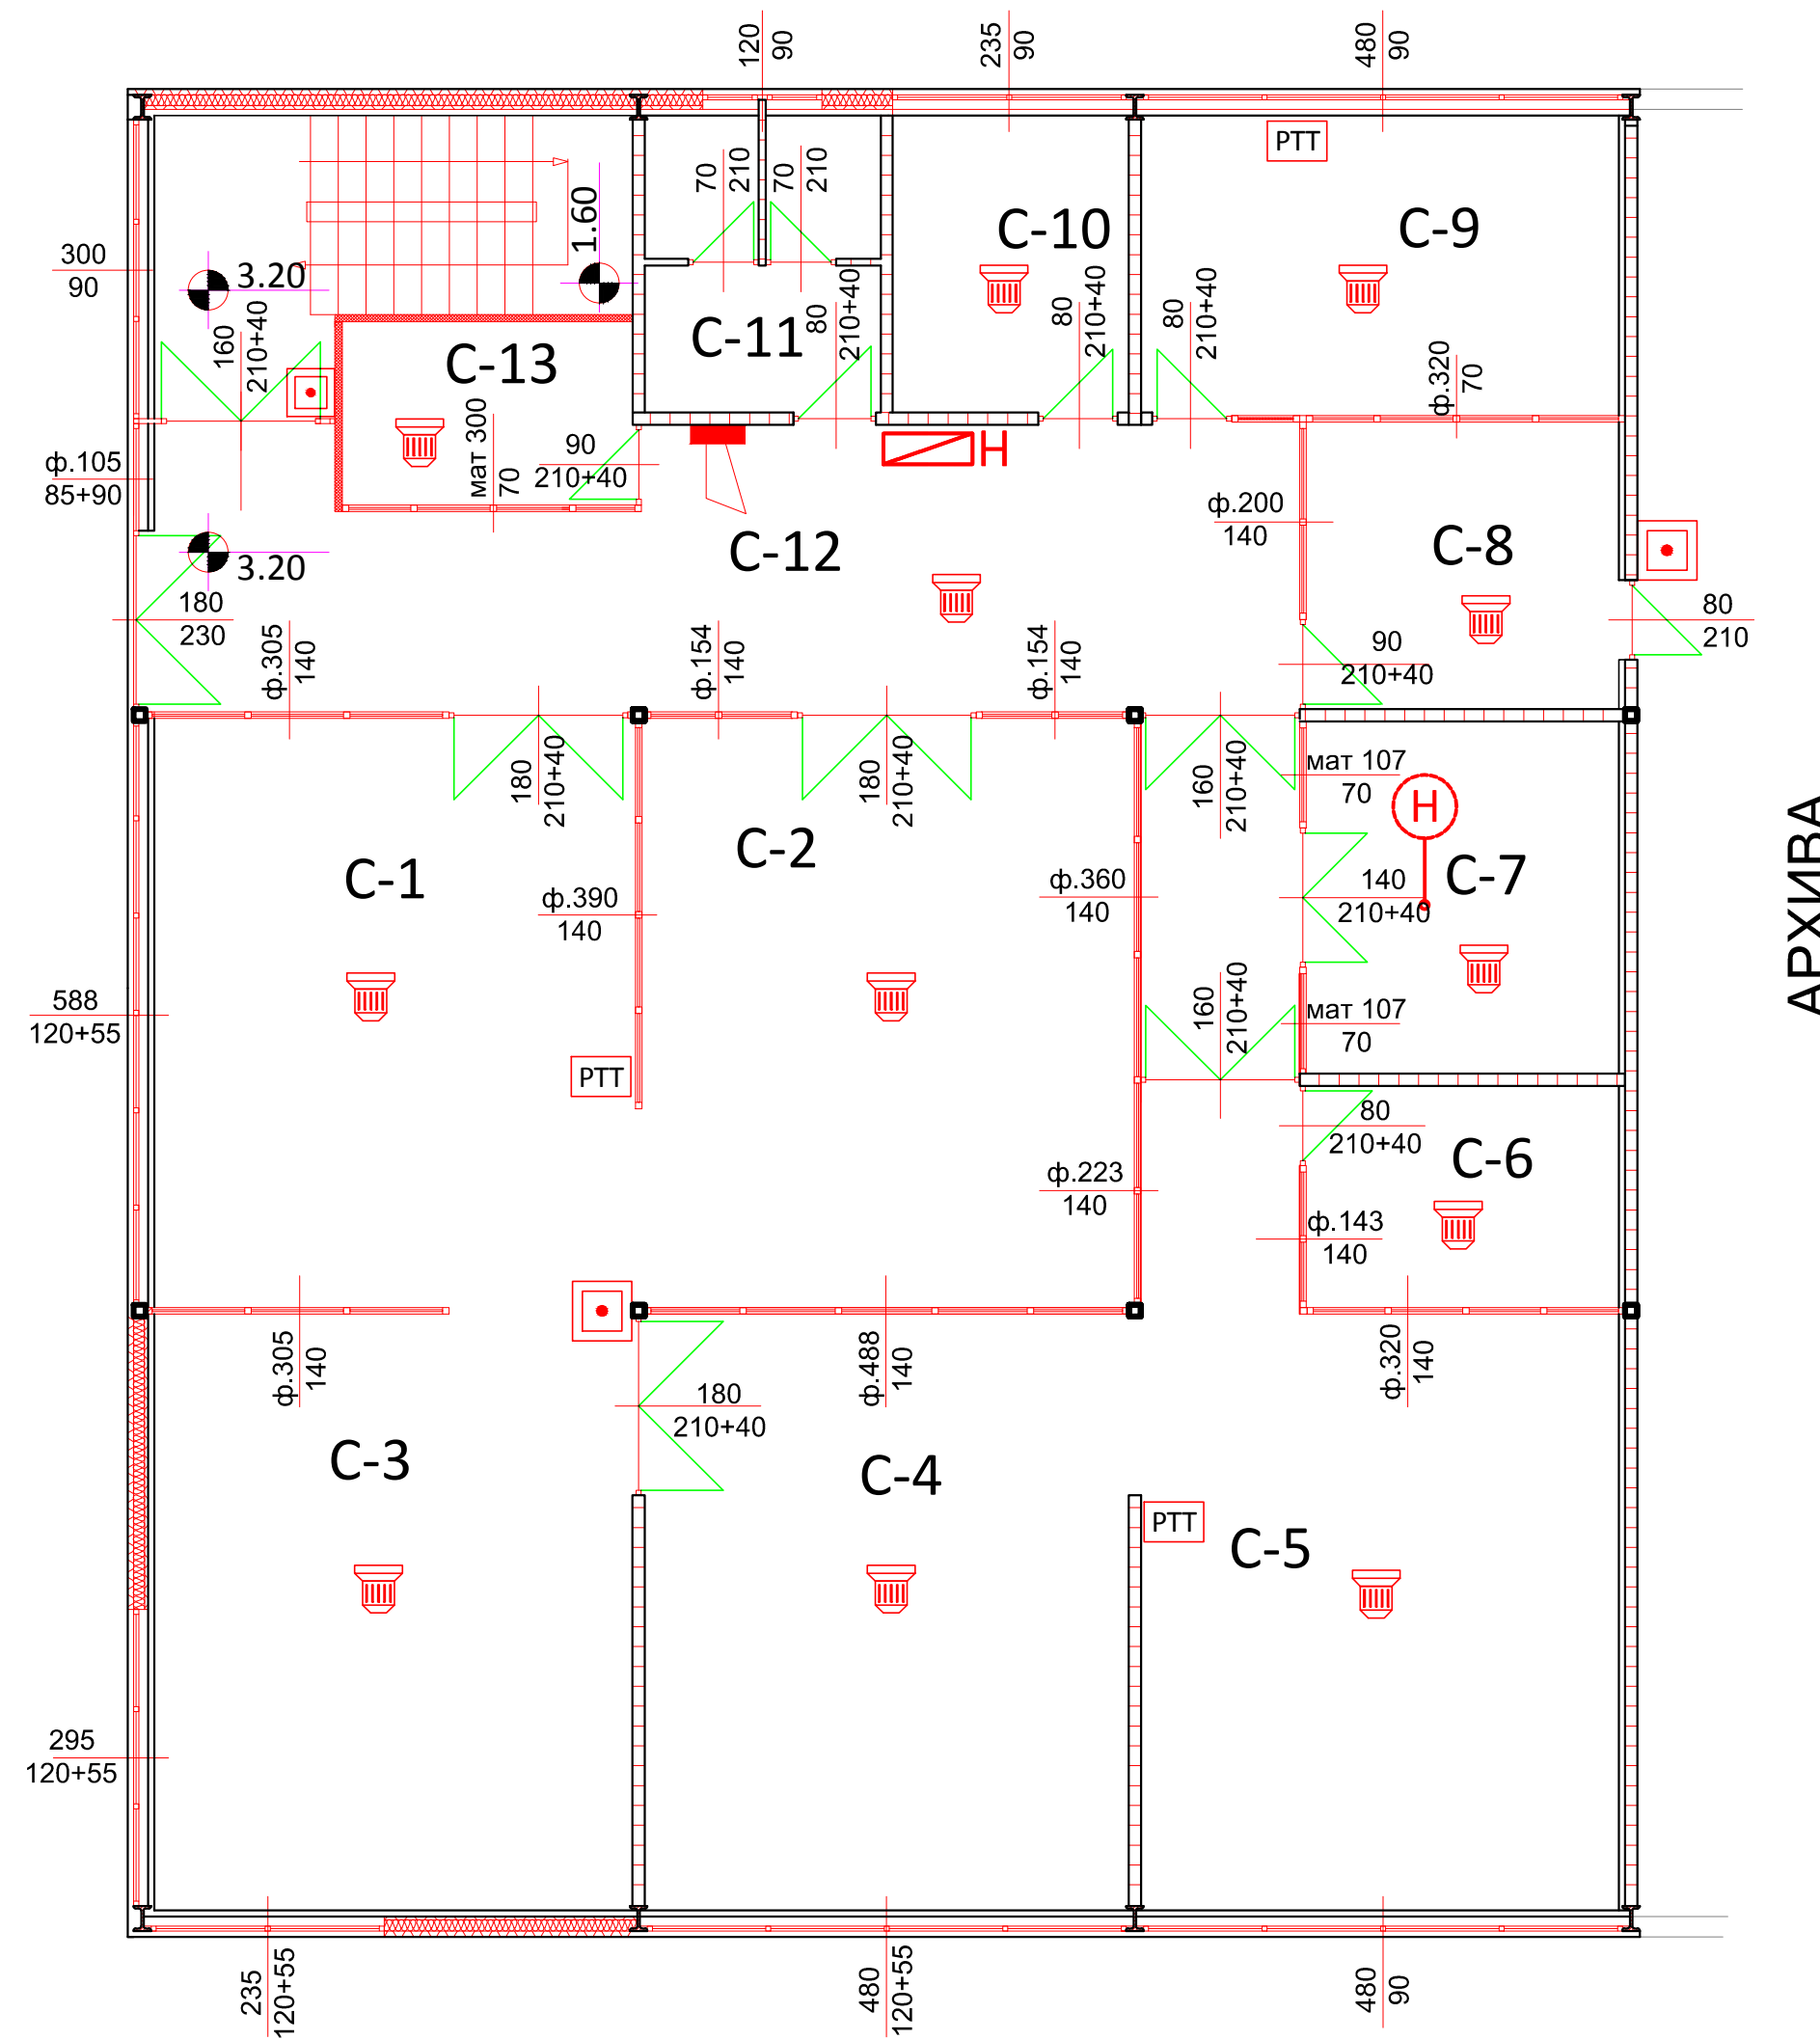 120
90
235
90
480
90
РТТ
70
210
70
210
1.60
С-10
С-9
300
90
3.20
160
210+40
С-11
80
210+40
80
210+40
80
210+40
С-13
ф.320
70
ф.105
85+90
мат 300
70
90
210+40
Н
ф.200
140
С-12
С-8
3.20
180
230
80
210
ф.305
140
ф.154
140
ф.154
140
90
210+40
180
210+40
180
210+40
160
210+40
мат 107
70
Н
С-1
С-2
С-7
ф.390
140
ф.360
140
140
210+40
АРХИВА
588
120+55
160
210+40
мат 107
70
РТТ
80
210+40
С-6
ф.223
140
ф.143
140
ф.305
140
ф.488
140
ф.320
140
180
210+40
С-3
С-4
РТТ
С-5
295
120+55
235
120+55
480
120+55
480
90